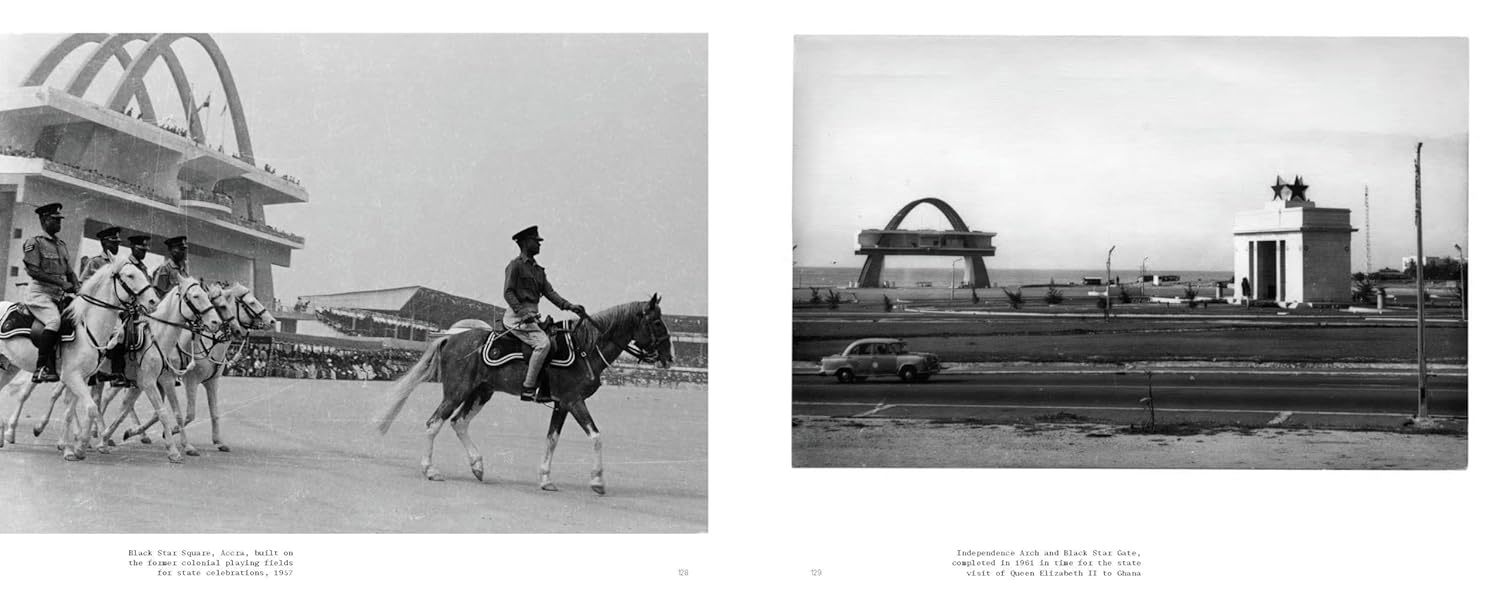 Black Star Square, Accra, built on
the former colonial playing fields
for state celebrations, 1957
128
129
Independence Arch and Black Star Gate,
completed in 1961 in time for the state
visit of Queen Elizabeth II to Ghana